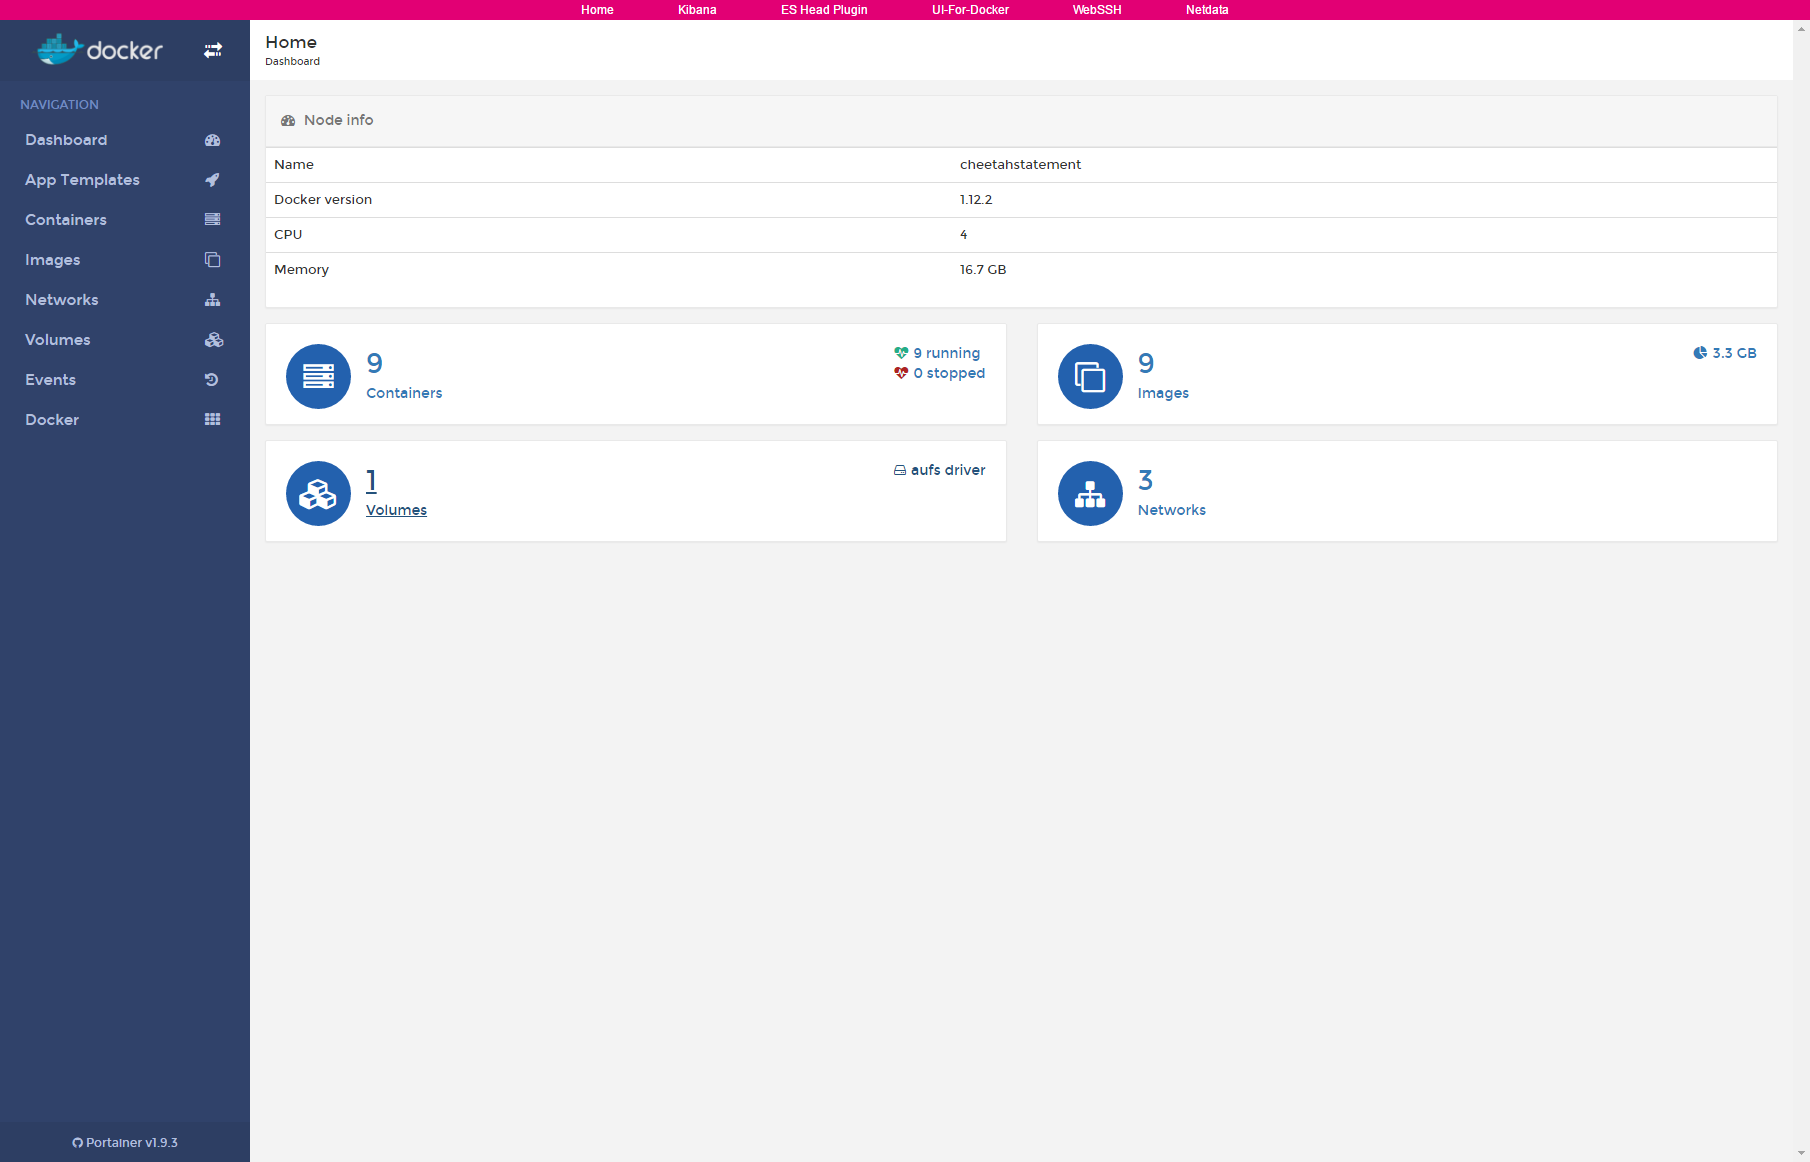 Home Kibana ES Head Plugin UI-For-Docker WebSSH Netdata
docker
NAVIGATION
Dashboard
App Templates
Containers
Images
Networks
Volumes
Events
Docker
Portainer v1.9.3
Home
Dashboard
Node info
Name cheetahstatement
Docker version 1.12.2
CPU 4
Memory 16.7 GB
9
Containers
9 running
0 stopped
9
Images
3.3 GB
1
Volumes
aufs driver
3
Networks